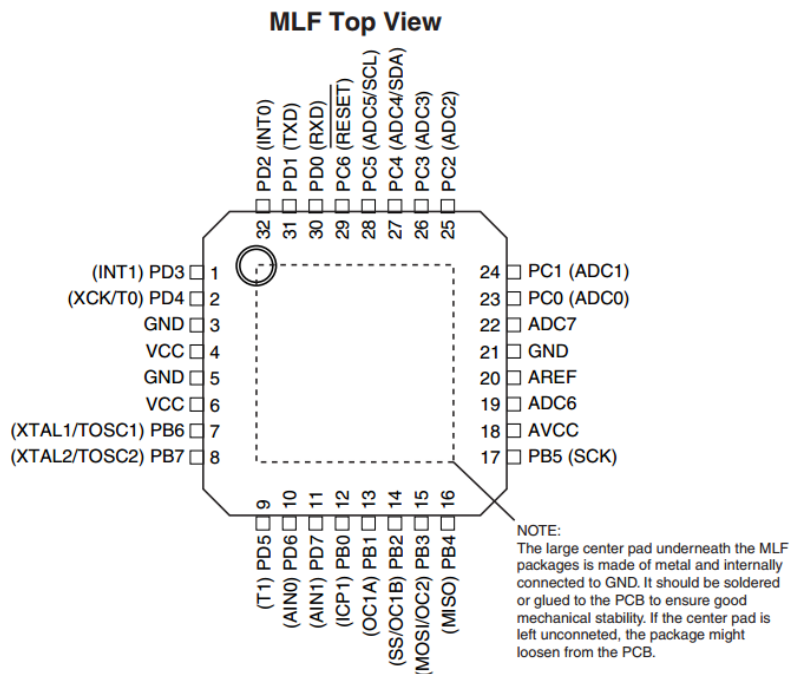 MLF Top View
PD2 (INT0)
PD1 (TXD)
PD0 (RXD)
PC6 (RESET)
PC5 (ADC5/SCL)
PC4 (ADC4/SDA)
PC3 (ADC3)
PC2 (ADC2)
32
31
30
29
28
27
26
25
(INT1) PD3 1
(XCK/T0) PD4 2
GND 3
VCC 4
GND 5
VCC 6
(XTAL1/TOSC1) PB6 7
(XTAL2/TOSC2) PB7 8
24 PC1 (ADC1)
23 PC0 (ADC0)
22 ADC7
21 GND
20 AREF
19 ADC6
18 AVCC
17 PB5 (SCK)
9
10
11
12
13
14
15
16
(T1) PD5
(AIN0) PD6
(AIN1) PD7
(ICP1) PB0
(OC1A) PB1
(SS/OC1B) PB2
(MOSI/OC2) PB3
(MISO) PB4
NOTE:
The large center pad underneath the MLF
packages is made of metal and internally
connected to GND. It should be soldered
or glued to the PCB to ensure good
mechanical stability. If the center pad is
left unconneted, the package might
loosen from the PCB.